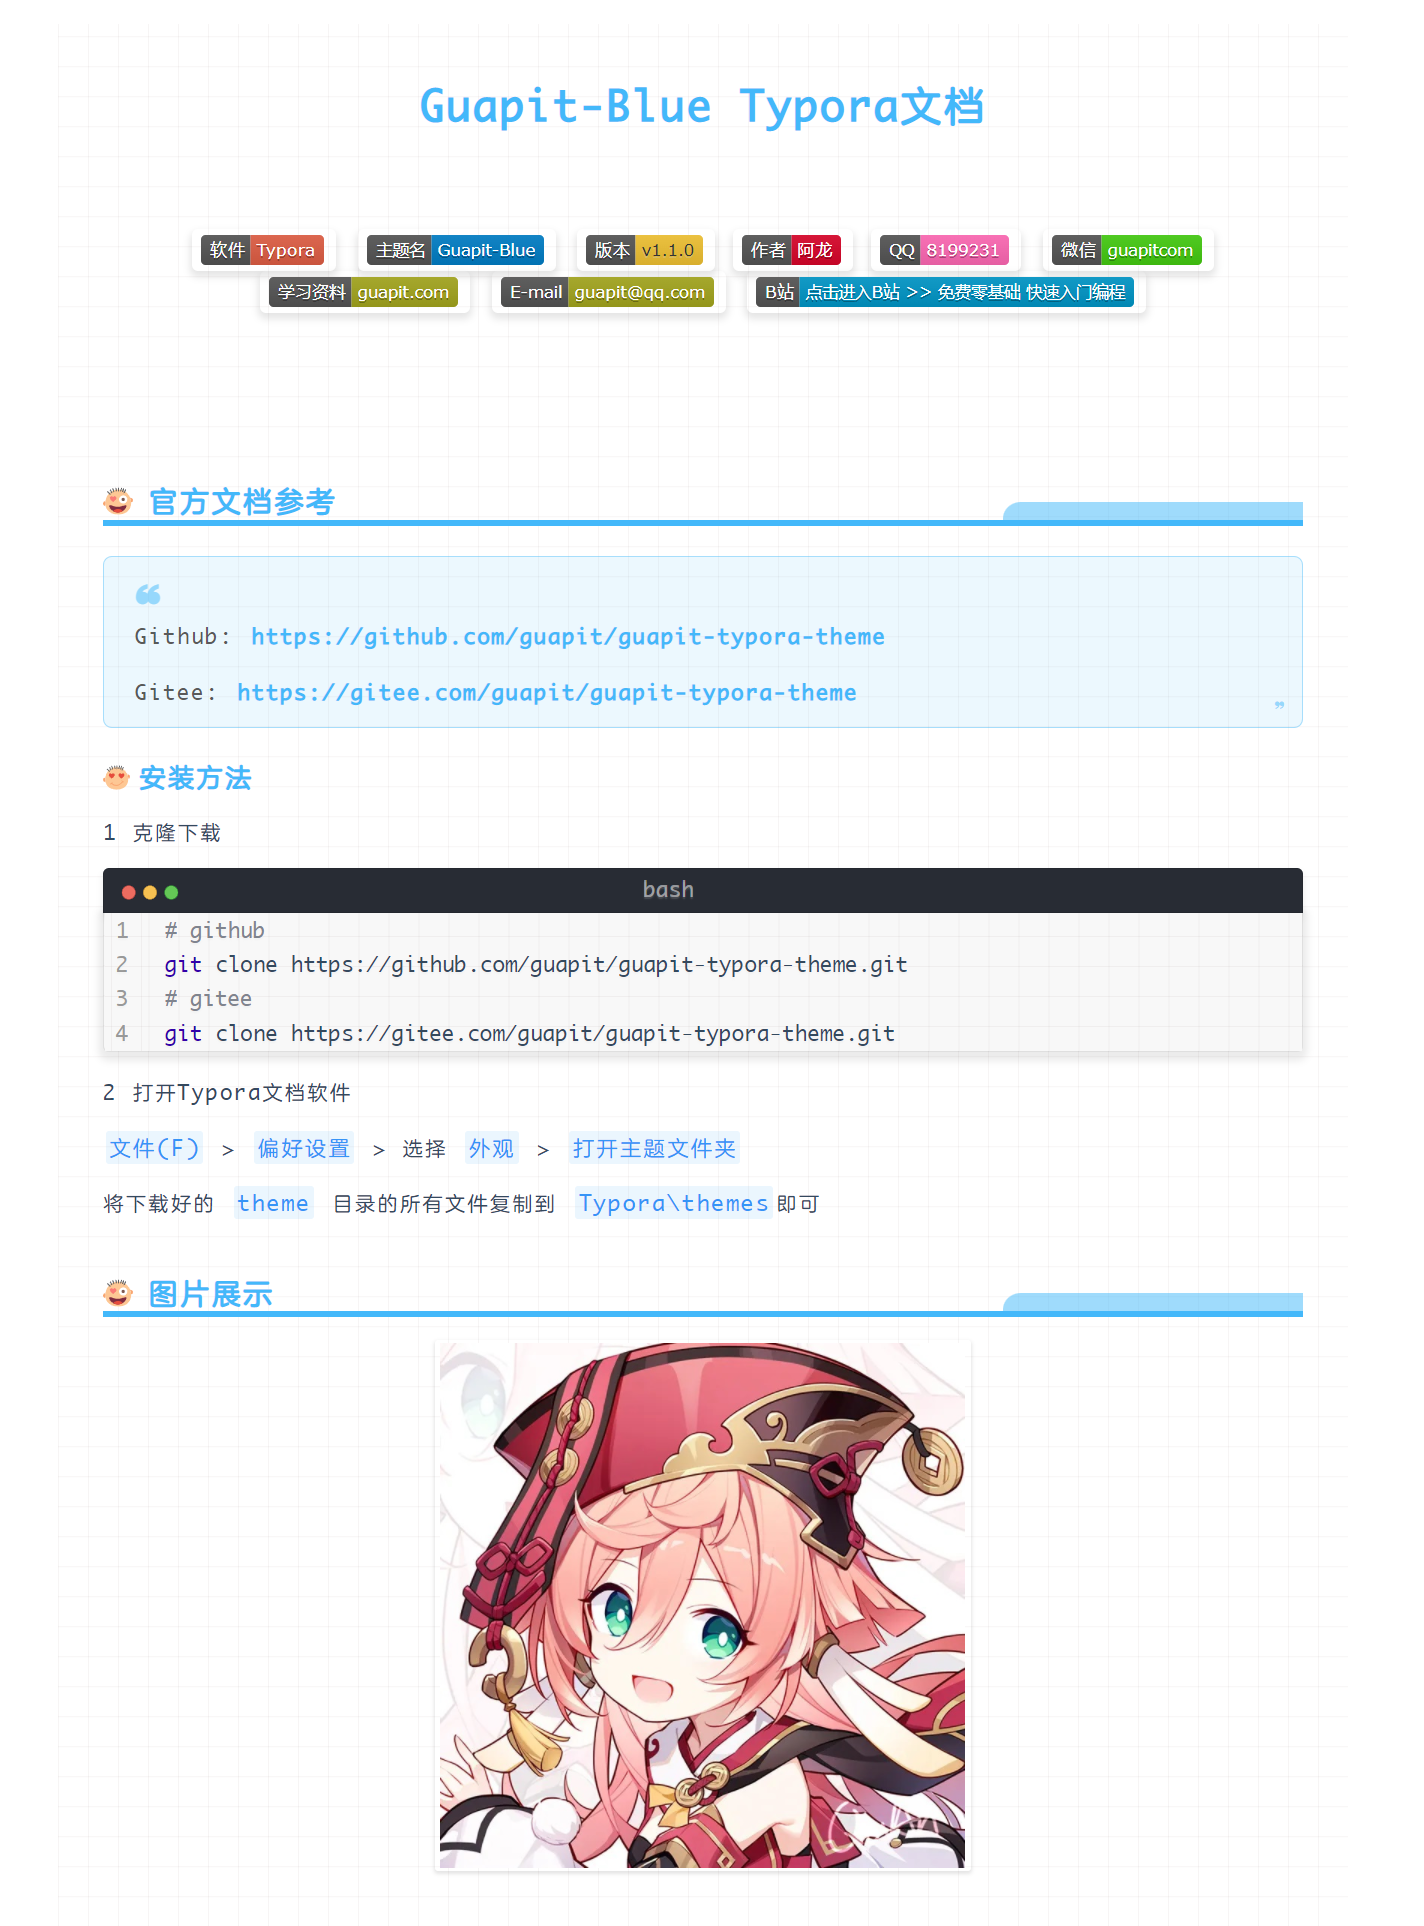 Guapit-Blue Typora文档
软件 Typora 主题名 Guapit-Blue 版本 v1.1.0 作者 阿龙 QQ 8199231 微信 guapitcom
学习资料 guapit.com E-mail guapit@qq.com B站 点击进入B站 >> 免费零基础 快速入门编程
官方文档参考
❝
Github: https://github.com/guapit/guapit-typora-theme
Gitee: https://gitee.com/guapit/guapit-typora-theme
❞
安装方法
1 克隆下载
bash
1 # github
2 git clone https://github.com/guapit/guapit-typora-theme.git
3 # gitee
4 git clone https://gitee.com/guapit/guapit-typora-theme.git
2 打开Typora文档软件
文件(F) > 偏好设置 > 选择 外观 > 打开主题文件夹
将下载好的 theme 目录的所有文件复制到 Typora\themes即可
图片展示